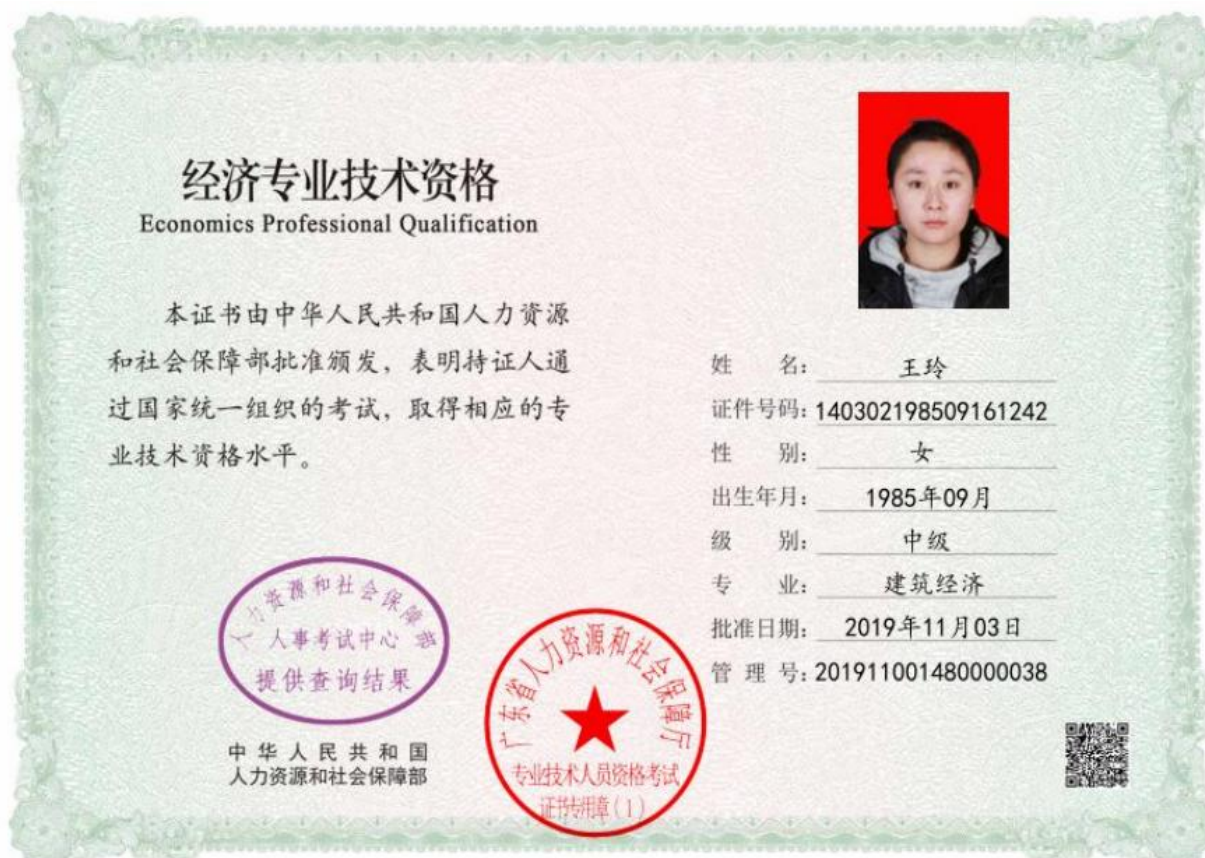 经济专业技术资格
Economics Professional Qualification
本证书由中华人民共和国人力资源
和社会保障部批准颁发，表明持证人通
过国家统一组织的考试，取得相应的专
业技术资格水平。
人力资源和社会保障部
人事考试中心
提供查询结果
中华人民共和国
人力资源和社会保障部
广东省人力资源和社会保障厅
专业技术人员资格考试
证书专用章(1)
姓 名：王玲
证件号码：140302198509161242
性 别：女
出生年月：1985年09月
级 别：中级
专 业：建筑经济
批准日期：2019年11月03日
管 理 号：201911001480000038